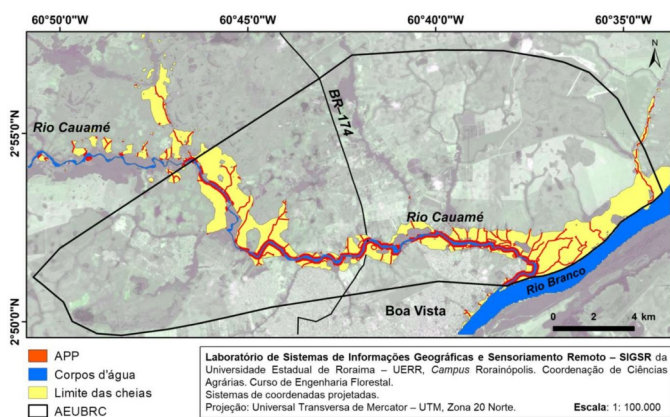 60°50'0"W
60°45'0"W
60°40'0"W
60°35'0"W
N
Rio Cauamé
BR-174
2°55'0"N
Rio Cauamé
Rio Branco
Boa Vista
2°50'0"N
0 2 4 km
APP
Corpos d'água
Limite das cheias
AEUBRC
Laboratório de Sistemas de Informações Geográficas e Sensoriamento Remoto – SIGSR da
Universidade Estadual de Roraima – UERR, Campus Rorainópolis. Coordenação de Ciências
Agrárias. Curso de Engenharia Florestal.
Sistemas de coordenadas projetadas.
Projeção: Universal Transversa de Mercator – UTM, Zona 20 Norte. Escala: 1: 100.000.